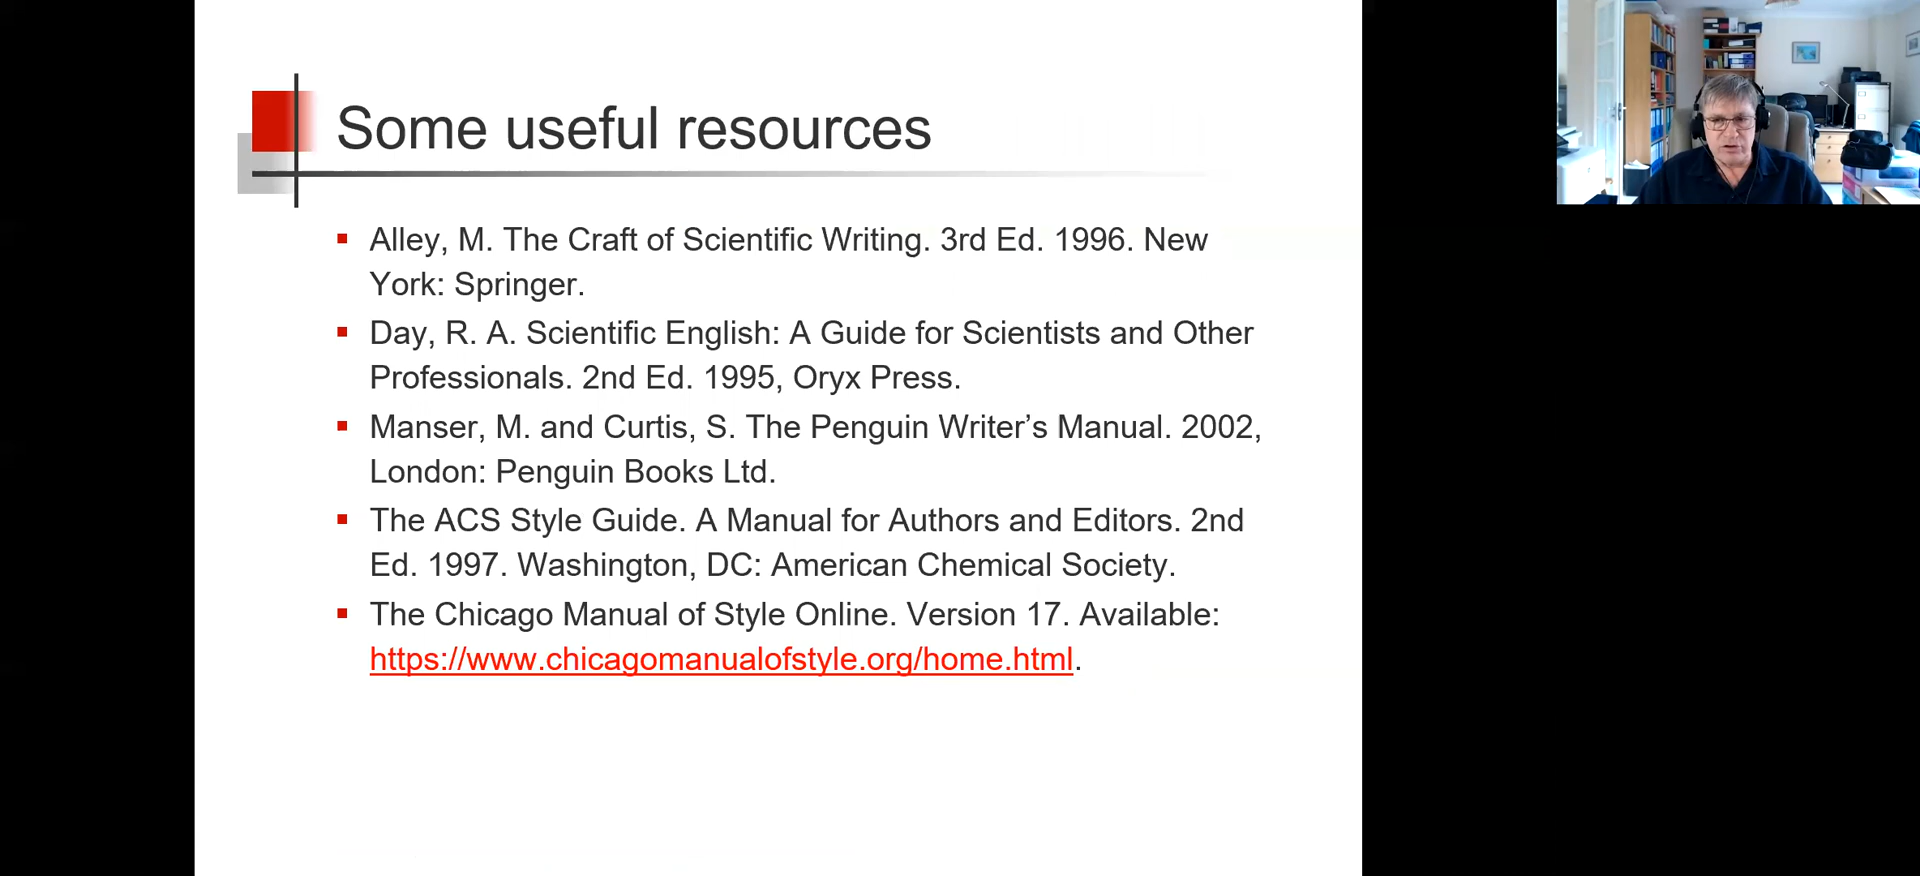 Some useful resources
Alley, M. The Craft of Scientific Writing. 3rd Ed. 1996. New
York: Springer.
Day, R. A. Scientific English: A Guide for Scientists and Other
Professionals. 2nd Ed. 1995, Oryx Press.
Manser, M. and Curtis, S. The Penguin Writer’s Manual. 2002,
London: Penguin Books Ltd.
The ACS Style Guide. A Manual for Authors and Editors. 2nd
Ed. 1997. Washington, DC: American Chemical Society.
The Chicago Manual of Style Online. Version 17. Available:
https://www.chicagomanualofstyle.org/home.html.